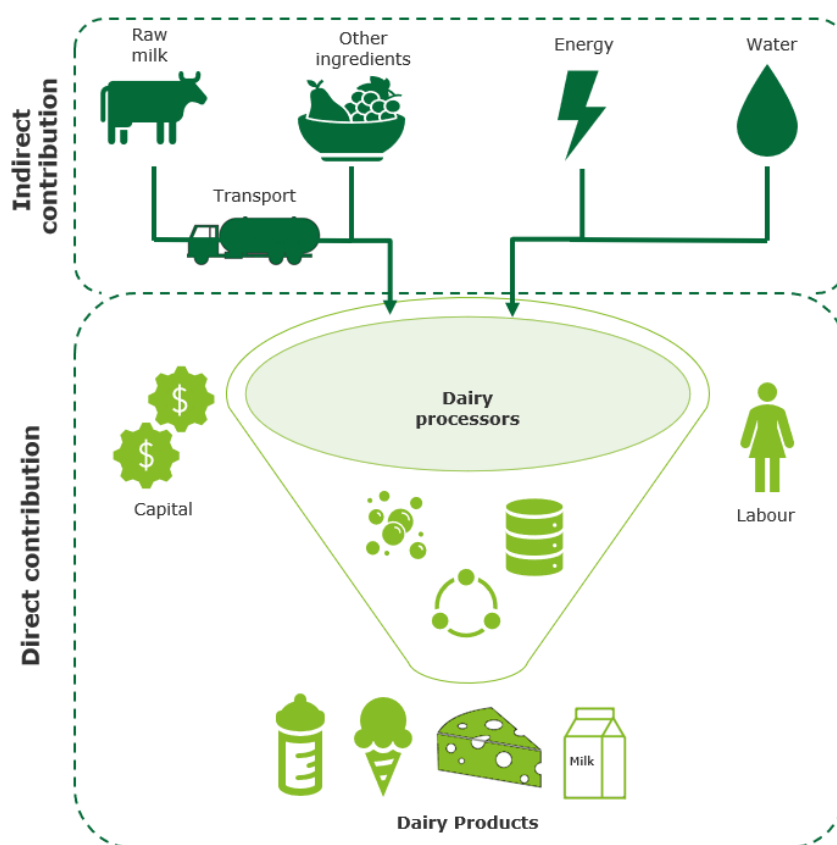 Raw
milk
Other
ingredients
Energy
Water
Indirect
contribution
Transport
Dairy
processors
$
$
Capital
Labour
Direct contribution
Milk
Dairy Products